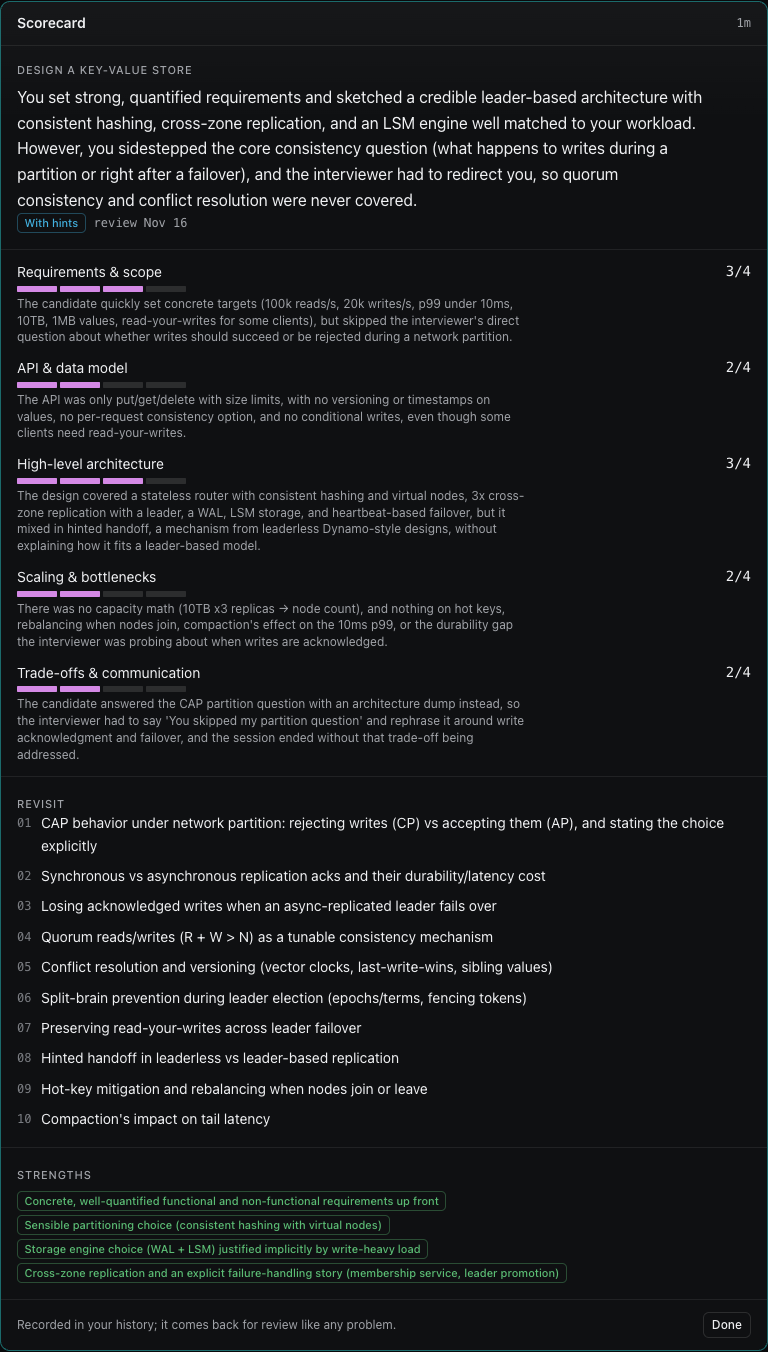 Scorecard
1m
DESIGN A KEY-VALUE STORE
You set strong, quantified requirements and sketched a credible leader-based architecture with
consistent hashing, cross-zone replication, and an LSM engine well matched to your workload.
However, you sidestepped the core consistency question (what happens to writes during a
partition or right after a failover), and the interviewer had to redirect you, so quorum
consistency and conflict resolution were never covered.
With hints
review Nov 16
Requirements & scope
3/4
The candidate quickly set concrete targets (100k reads/s, 20k writes/s, p99 under 10ms,
10TB, 1MB values, read-your-writes for some clients), but skipped the interviewer's direct
question about whether writes should succeed or be rejected during a network partition.
API & data model
2/4
The API was only put/get/delete with size limits, with no versioning or timestamps on
values, no per-request consistency option, and no conditional writes, even though some
clients need read-your-writes.
High-level architecture
3/4
The design covered a stateless router with consistent hashing and virtual nodes, 3x cross-
zone replication with a leader, a WAL, LSM storage, and heartbeat-based failover, but it
mixed in hinted handoff, a mechanism from leaderless Dynamo-style designs, without
explaining how it fits a leader-based model.
Scaling & bottlenecks
2/4
There was no capacity math (10TB x3 replicas → node count), and nothing on hot keys,
rebalancing when nodes join, compaction's effect on the 10ms p99, or the durability gap
the interviewer was probing about when writes are acknowledged.
Trade-offs & communication
2/4
The candidate answered the CAP partition question with an architecture dump instead, so
the interviewer had to say 'You skipped my partition question' and rephrase it around write
acknowledgment and failover, and the session ended without that trade-off being
addressed.
REVISIT
01 CAP behavior under network partition: rejecting writes (CP) vs accepting them (AP), and stating the choice
explicitly
02 Synchronous vs asynchronous replication acks and their durability/latency cost
03 Losing acknowledged writes when an async-replicated leader fails over
04 Quorum reads/writes (R + W > N) as a tunable consistency mechanism
05 Conflict resolution and versioning (vector clocks, last-write-wins, sibling values)
06 Split-brain prevention during leader election (epochs/terms, fencing tokens)
07 Preserving read-your-writes across leader failover
08 Hinted handoff in leaderless vs leader-based replication
09 Hot-key mitigation and rebalancing when nodes join or leave
10 Compaction's impact on tail latency
STRENGTHS
Concrete, well-quantified functional and non-functional requirements up front
Sensible partitioning choice (consistent hashing with virtual nodes)
Storage engine choice (WAL + LSM) justified implicitly by write-heavy load
Cross-zone replication and an explicit failure-handling story (membership service, leader promotion)
Recorded in your history; it comes back for review like any problem.
Done